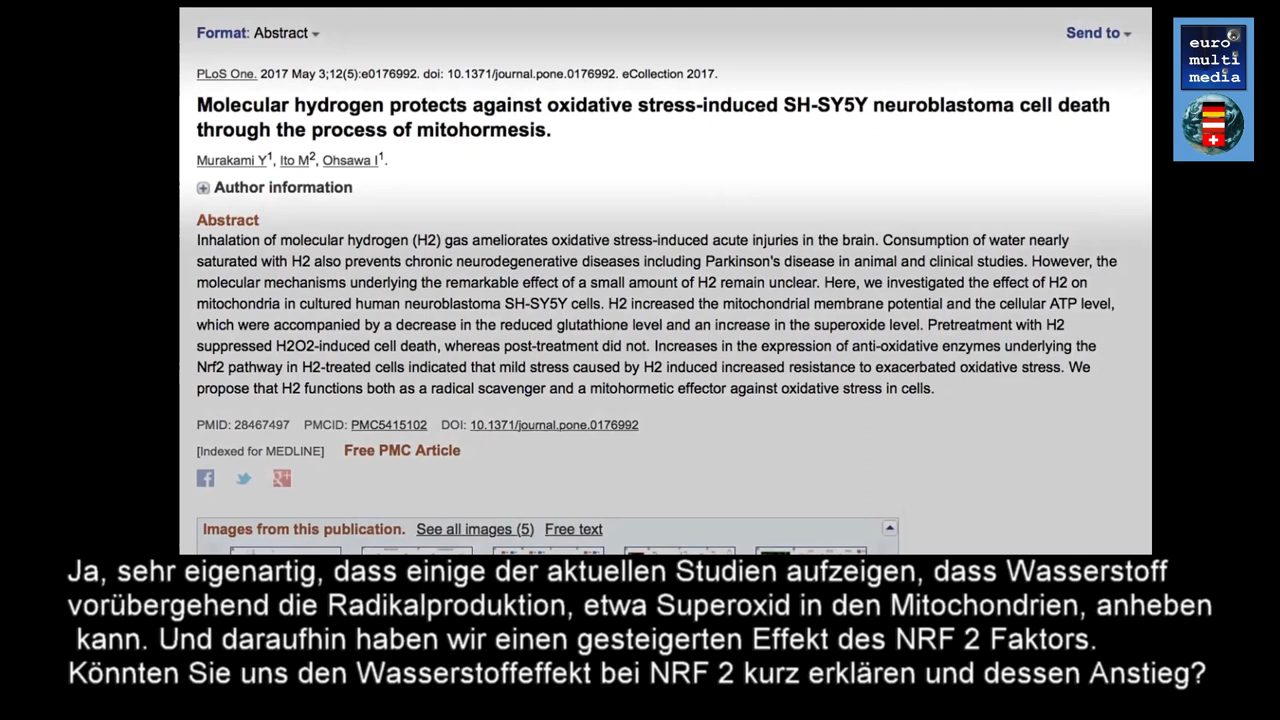 Format: Abstract
Send to
euro
multi
media
PLoS One. 2017 May 3;12(5):e0176992. doi: 10.1371/journal.pone.0176992. eCollection 2017.
Molecular hydrogen protects against oxidative stress-induced SH-SY5Y neuroblastoma cell death
through the process of mitohormesis.
Murakami Y1, Ito M2, Ohsawa I1.
Author information
Abstract
Inhalation of molecular hydrogen (H2) gas ameliorates oxidative stress-induced acute injuries in the brain. Consumption of water nearly
saturated with H2 also prevents chronic neurodegenerative diseases including Parkinson's disease in animal and clinical studies. However, the
molecular mechanisms underlying the remarkable effect of a small amount of H2 remain unclear. Here, we investigated the effect of H2 on
mitochondria in cultured human neuroblastoma SH-SY5Y cells. H2 increased the mitochondrial membrane potential and the cellular ATP level,
which were accompanied by a decrease in the reduced glutathione level and an increase in the superoxide level. Pretreatment with H2
suppressed H2O2-induced cell death, whereas post-treatment did not. Increases in the expression of anti-oxidative enzymes underlying the
Nrf2 pathway in H2-treated cells indicated that mild stress caused by H2 induced increased resistance to exacerbated oxidative stress. We
propose that H2 functions both as a radical scavenger and a mitohormetic effector against oxidative stress in cells.
PMID: 28467497 PMCID: PMC5415102 DOI: 10.1371/journal.pone.0176992
[Indexed for MEDLINE] Free PMC Article
Images from this publication. See all images (5) Free text
Ja, sehr eigenartig, dass einige der aktuellen Studien aufzeigen, dass Wasserstoff
vorübergehend die Radikalproduktion, etwa Superoxid in den Mitochondrien, anheben
kann. Und daraufhin haben wir einen gesteigerten Effekt des NRF 2 Faktors.
Könnten Sie uns den Wasserstoffeffekt bei NRF 2 kurz erklären und dessen Anstieg?